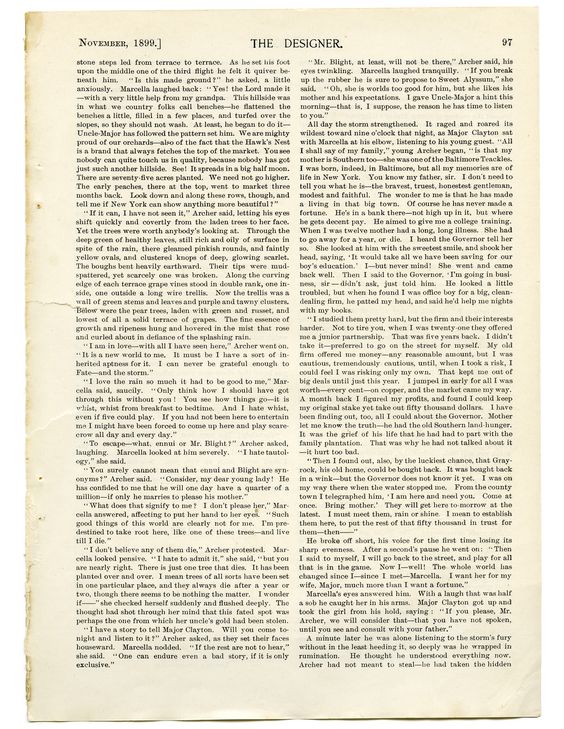 NOVEMBER, 1899.]
THE DESIGNER.
97
stone steps led from terrace to terrace. As he set his foot
upon the middle one of the third flight he felt it quiver be-
neath him. "Is this made ground?" he asked, a little
anxiously. Marcella laughed back: "Yes! the Lord made it
—with a very little help from my grandpa. This hillside was
in what we country folks call benches—he flattened the
benches a little, filled in a few places, and turfed over the
slopes, so they should not wash. At least, he began to do it—
Uncle-Major has followed the pattern set him. We are mighty
proud of our orchards—also of the fact that the Hawk's Nest
is a brand that always fetches the top of the market. You see
nobody can quite touch us in quality, because nobody has got
just such another hillside. See! It spreads in a big half moon.
There are seventy-five acres planted. We need not go higher.
The early peaches, there at the top, went to market three
months back. Look down and along these rows, though, and
tell me if New York can show anything more beautiful?"
"If it can, I have not seen it," Archer said, letting his eyes
shift quickly and covertly from the laden trees to her face.
Yet the trees were worth anybody's looking at. Through the
deep green of healthy leaves, still rich and oily of surface in
spite of the rain, there gleamed pinkish rounds, and faintly
yellow ovals, and clustered knops of deep, glowing scarlet.
The boughs bent heavily earthward. Their tips were mud-
pattered, yet scarcely one was broken. Along the curving
edge of each terrace grape vines stood in double rank, one in-
side, one outside a long wire trellis. Now the trellis was a
wall of green stems and leaves and purple and tawny clusters.
Below were the pear trees, laden with green and russet, and
lowest of all a solid terrace of grapes. The fine essence of
growth and ripeness hung and hovered in the mist that rose
and curled about in defiance of the splashing rain.
"I am in love—with all I have seen here," Archer went on.
"It is a new world to me. It must be I have a sort of in-
herited aptness for it. I can never be grateful enough to
Fate—and the storm."
"I love the rain so much it had to be good to me," Mar-
cella said, saucily. "Only think how I should have got
through this without you! You see how things go—it is
whist, whist from breakfast to bedtime. And I hate whist,
even if five could play. If you had not been here to entertain
me I might have been forced to come up here and play scare-
crow all day and every day."
"To escape—what, ennui or Mr. Blight?" Archer asked,
laughing. Marcella looked at him severely. "I hate tautol-
ogy," she said.
"You surely cannot mean that ennui and Blight are syn-
onyms?" Archer said. "Consider, my dear young lady! He
has confided to me that he will one day have a quarter of a
million—if only he marries to please his mother."
"What does that signify to me? I don't please her," Mar-
cella answered, affecting to put her hand to her eyes. "Such
good things of this world are clearly not for me. I'm pre-
destined to take root here, like one of these trees—and live
till I die."
"I don't believe any of them die," Archer protested. Mar-
cella looked pensive. "I hate to admit it," she said, "but you
are nearly right. There is just one tree that dies. It has been
planted over and over. I mean trees of all sorts have been set
in one particular place, and they always die after a year or
two, though there seems to be nothing the matter. I wonder
if——" she checked herself suddenly and flushed deeply. The
thought had shot through her mind that this fated spot was
perhaps the one from which her uncle's gold had been stolen.
"I have a story to tell Major Clayton. Will you come to-
night and listen to it?" Archer asked, as they set their faces
houseward. Marcella nodded. "If the rest are not to hear,"
she said. "One can endure even a bad story, if it is only
exclusive."
"Mr. Blight, at least, will not be there," Archer said, his
eyes twinkling. Marcella laughed tranquilly. "If you break
up the rubber he is sure to propose to Sweet Alyssum," she
said. "Oh, she is worlds too good for him, but she likes his
mother and his expectations. I gave Uncle-Major a hint this
morning—that is, I suppose, the reason he has time to listen
to you."
All day the storm strengthened. It raged and roared its
wildest toward nine o'clock that night, as Major Clayton sat
with Marcella at his elbow, listening to his young guest. "All
I shall say of my family," young Archer began, "is that my
mother is Southern too—she was one of the Baltimore Teackles.
I was born, indeed, in Baltimore, but all my memories are of
life in New York. You know my father, sir. I don't need to
tell you what he is—the bravest, truest, honestest gentleman,
modest and faithful. The wonder to me is that he has made
a living in that big town. Of course he has never made a
fortune. He's in a bank there—not high up in it, but where
he gets decent pay. He aimed to give me a college training.
When I was twelve mother had a long, long illness. She had
to go away for a year, or die. I heard the Governor tell her
so. She looked at him with the sweetest smile, and shook her
head, saying, 'It would take all we have been saving for our
boy's education.' I—but never mind! She went and came
back well. Then I said to the Governor, 'I'm going in busi-
ness, sir—didn't ask, just told him. He looked a little
troubled, but when he found I was office boy for a big, clean-
dealing firm, he patted my head, and said he'd help me nights
with my books.
"I studied them pretty hard, but the firm and their interests
harder. Not to tire you, when I was twenty-one they offered
me a junior partnership. That was five years back. I didn't
take it—preferred to go on the street for myself. My old
firm offered me money—any reasonable amount, but I was
cautious, tremendously cautious, until, when I took a risk, I
could feel I was risking only my own. That kept me out of
big deals until just this year. I jumped in early for all I was
worth—every cent—on copper, and the market came my way.
A month back I figured my profits, and found I could keep
my original stake yet take out fifty thousand dollars. I have
been finding out, too, all I could about the Governor. Mother
let me know the truth—he had the old Southern land-hunger.
It was the grief of his life that he had had to part with the
family plantation. That was why he had not talked about it
—it hurt too bad.
"Then I found out, also, by the luckiest chance, that Gray-
rock, his old home, could be bought back. It was bought back
in a wink—but the Governor does not know it yet. I was on
my way there when the water stopped me. From the county
town I telegraphed him, 'I am here and need you. Come at
once. Bring mother.' They will get here to-morrow at the
latest. I must meet them, rain or shine. I mean to establish
them here, to put the rest of that fifty thousand in trust for
them—then——"
He broke off short, his voice for the first time losing its
sharp evenness. After a second's pause he went on: "Then
I said to myself, I will go back to the street, and play for all
that is in the game. Now I—well! The whole world has
changed since I—since I met—Marcella. I want her for my
wife, Major, much more than I want a fortune."
Marcella's eyes answered him. With a laugh that was half
a sob he caught her in his arms. Major Clayton got up and
took the girl from his hold, saying: "If you please, Mr.
Archer, we will consider that—that you have not spoken,
until you see and consult with your father."
A minute later he was alone listening to the storm's fury
without in the least heeding it, so deeply was he wrapped in
rumination. He thought he understood everything now.
Archer had not meant to steal—he had taken the hidden